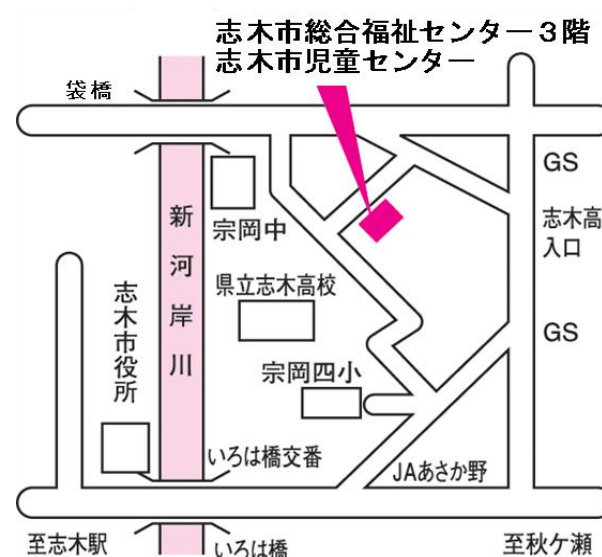 志木市総合福祉センター３階
志木市児童センター
袋橋
GS
宗岡中
志木高
入口
新河岸川
県立志木高校
志木市役所
GS
宗岡四小
いろは橋交番
JAあさか野
至志木駅
いろは橋
至秋ケ瀬